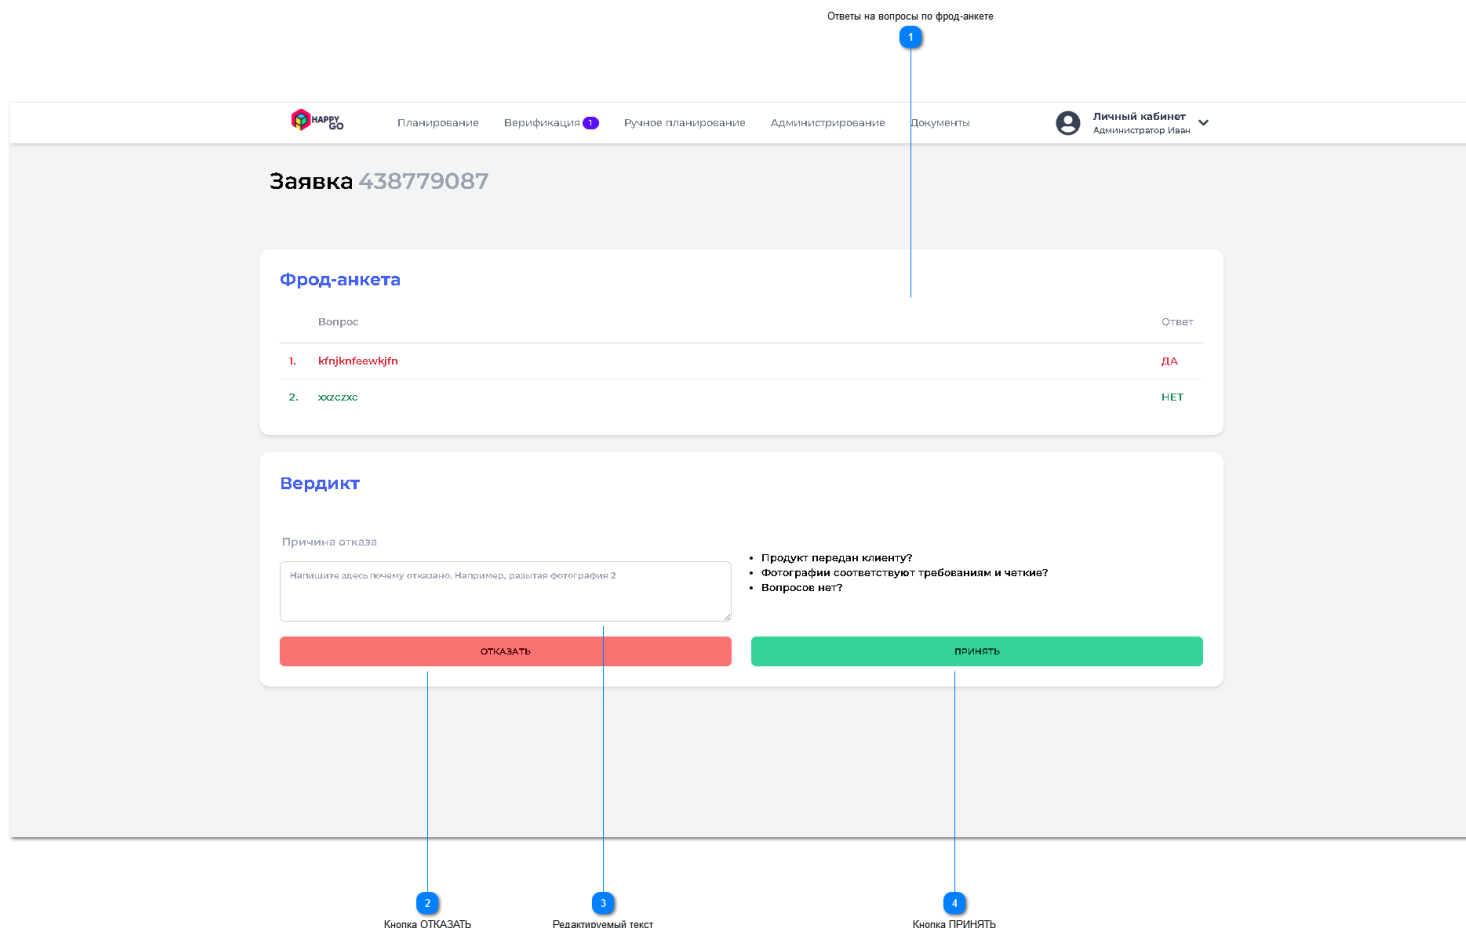 Ответы на вопросы по фрод-анкете
1
HAPPY GO
Планирование
Верификация 1
Ручное планирование
Администрирование
Документы
Личный кабинет
Администратор Иван
Заявка 438779087
Фрод-анкета
Вопрос Ответ
1. kfnjknfeewkjfn ДА
2. xxzczxc НЕТ
Вердикт
Причина отказа
Напишите здесь почему отказано. Например, разытая фотография 2
• Продукт передан клиенту?
• Фотографии соответствуют требованиям и четкие?
• Вопросов нет?
ОТКАЗАТЬ
ПРИНЯТЬ
2
3
4
Кнопка ОТКАЗАТЬ
Редактируемый текст
Кнопка ПРИНЯТЬ